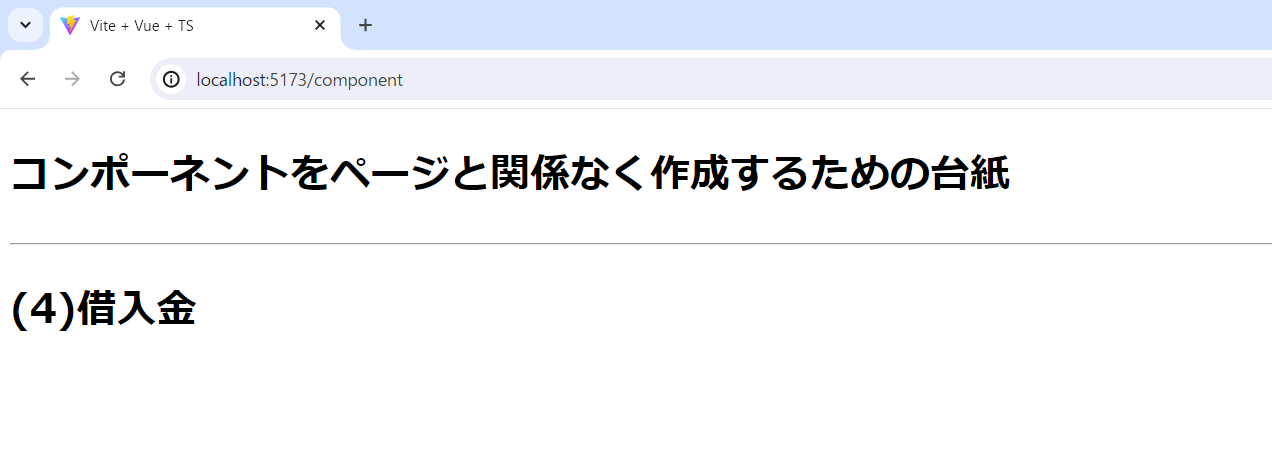 Vite + Vue + TS
localhost:5173/component
コンポーネントをページと関係なく作成するための台紙
(4)借入金